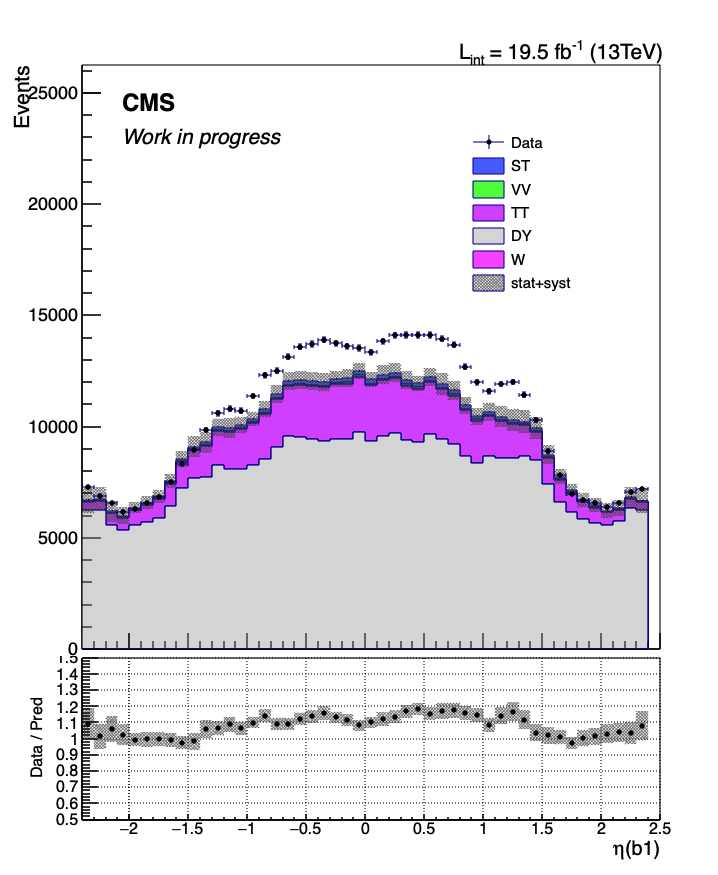 L_int = 19.5 fb^-1 (13TeV)
Events
25000
CMS
Work in progress
Data
ST
20000
VV
TT
DY
W
stat+syst
15000
10000
5000
0
1.5
1.4
1.3
1.2
1.1
1
0.9
0.8
0.7
0.6
0.5
Data / Pred
−2 −1.5 −1 −0.5 0 0.5 1 1.5 2 2.5
η(b1)